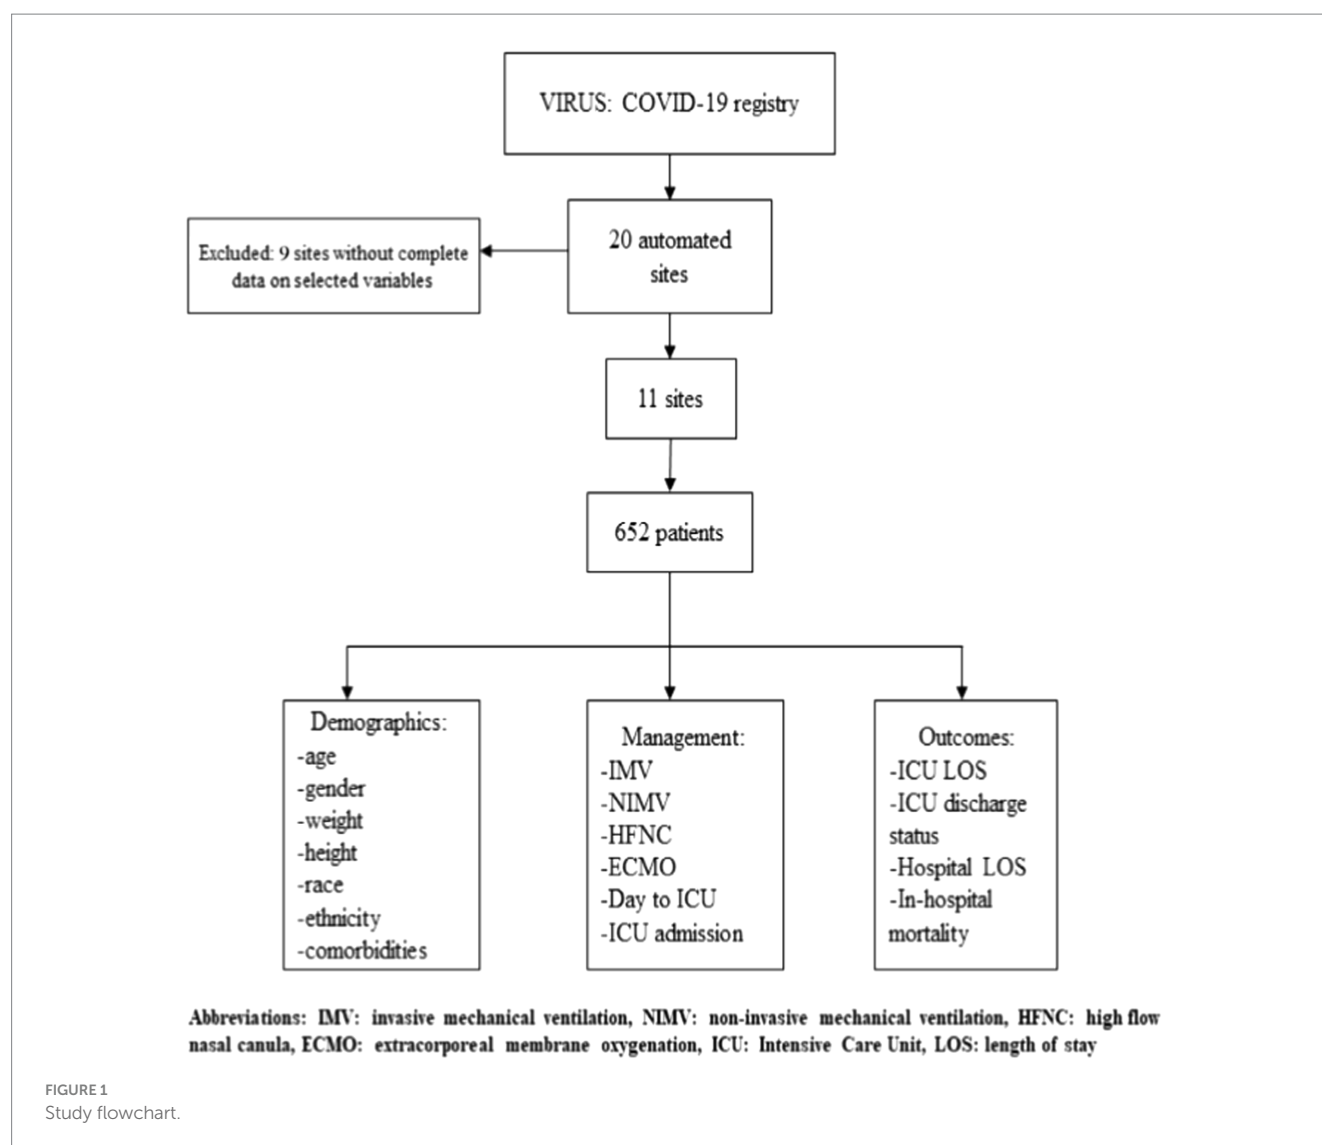 VIRUS: COVID-19 registry
20 automated
sites
Excluded: 9 sites without complete
data on selected variables
11 sites
652 patients
Demographics:
-age
-gender
-weight
-height
-race
-ethnicity
-comorbidities
Management:
-IMV
-NIMV
-HFNC
-ECMO
-Day to ICU
-ICU admission
Outcomes:
-ICU LOS
-ICU discharge
status
-Hospital LOS
-In-hospital
mortality
Abbreviations: IMV: invasive mechanical ventilation, NIMV: non-invasive mechanical ventilation, HFNC: high flow
nasal canula, ECMO: extracorporeal membrane oxygenation, ICU: Intensive Care Unit, LOS: length of stay
FIGURE 1
Study flowchart.